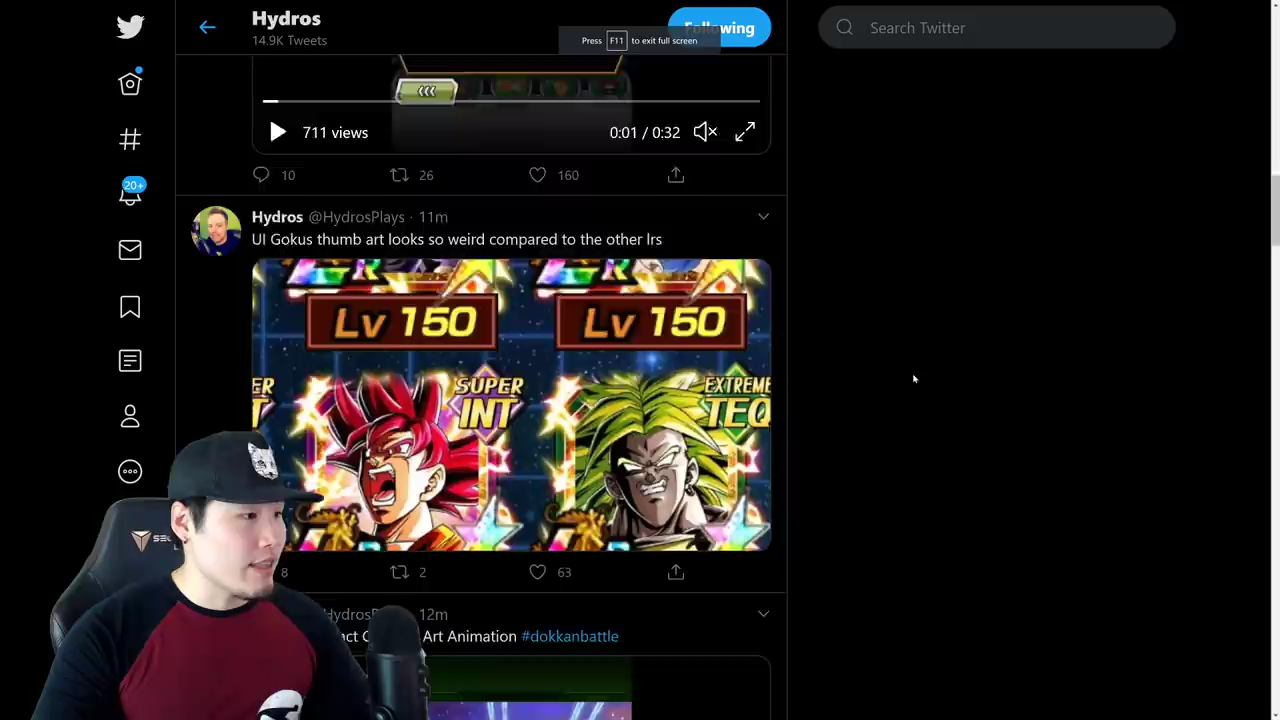 Hydros
14.9K Tweets
Following
Press F11 to exit full screen
Search Twitter
711 views
0:01 / 0:32
10
26
160
20+
Hydros @HydrosPlays · 11m
UI Gokus thumb art looks so weird compared to the other lrs
Lv 150
Lv 150
SUPER
INT
EXTREME
TEQ
8
2
63
12m
Art Animation #dokkanbattle